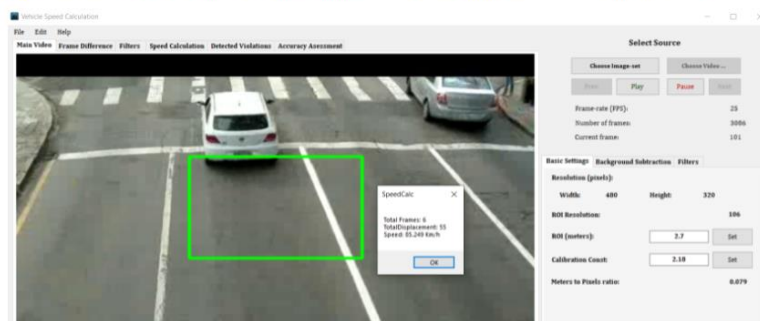 Vehicle Speed Calculation
File Edit Help
Main Video Frame Difference Filters Speed Calculation Detected Violations Accuracy Asessment
Select Source
Choose Image-set Choose Video ...
Play Pause Next
Frame-rate (FPS): 25
Number of frames: 3086
Current frame: 101
Basic Settings Background Subtraction Filters
Resolution (pixels):
Width: 480 Height: 320
ROI Resolution: 106
ROI (meters): 2.7 Set
Calibration Const: 2.10 Set
Meters to Pixels ratio: 0.079
SpeedCalc
Total Frames: 6
TotalDisplacement: 55
Speed: 85.249 Km/h
OK